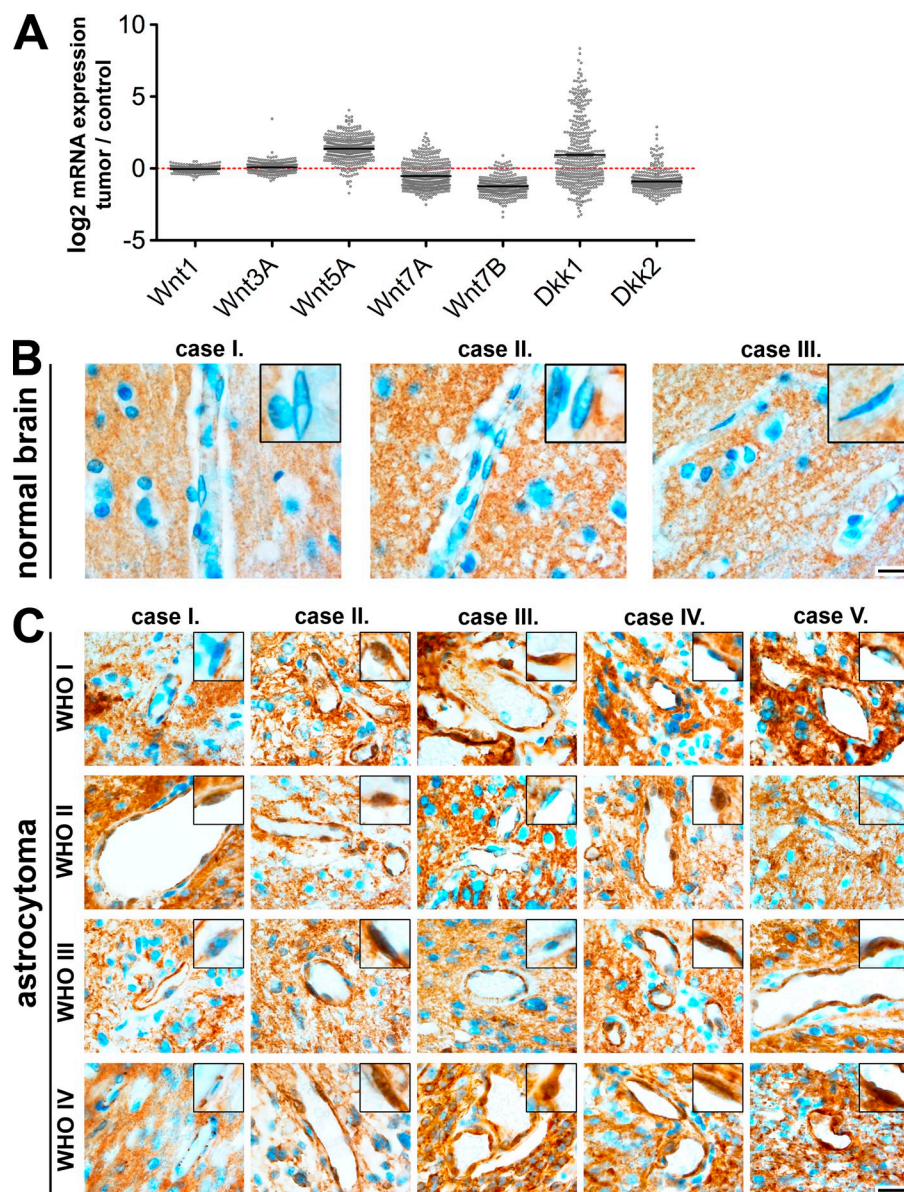 A
log2 mRNA expression
tumor / control
10
5
0
-5
Wnt1
Wnt3A
Wnt5A
Wnt7A
Wnt7B
Dkk1
Dkk2
B
case I.
case II.
case III.
normal brain
C
case I.
case II.
case III.
case IV.
case V.
astrocytoma
WHO I
WHO II
WHO III
WHO IV